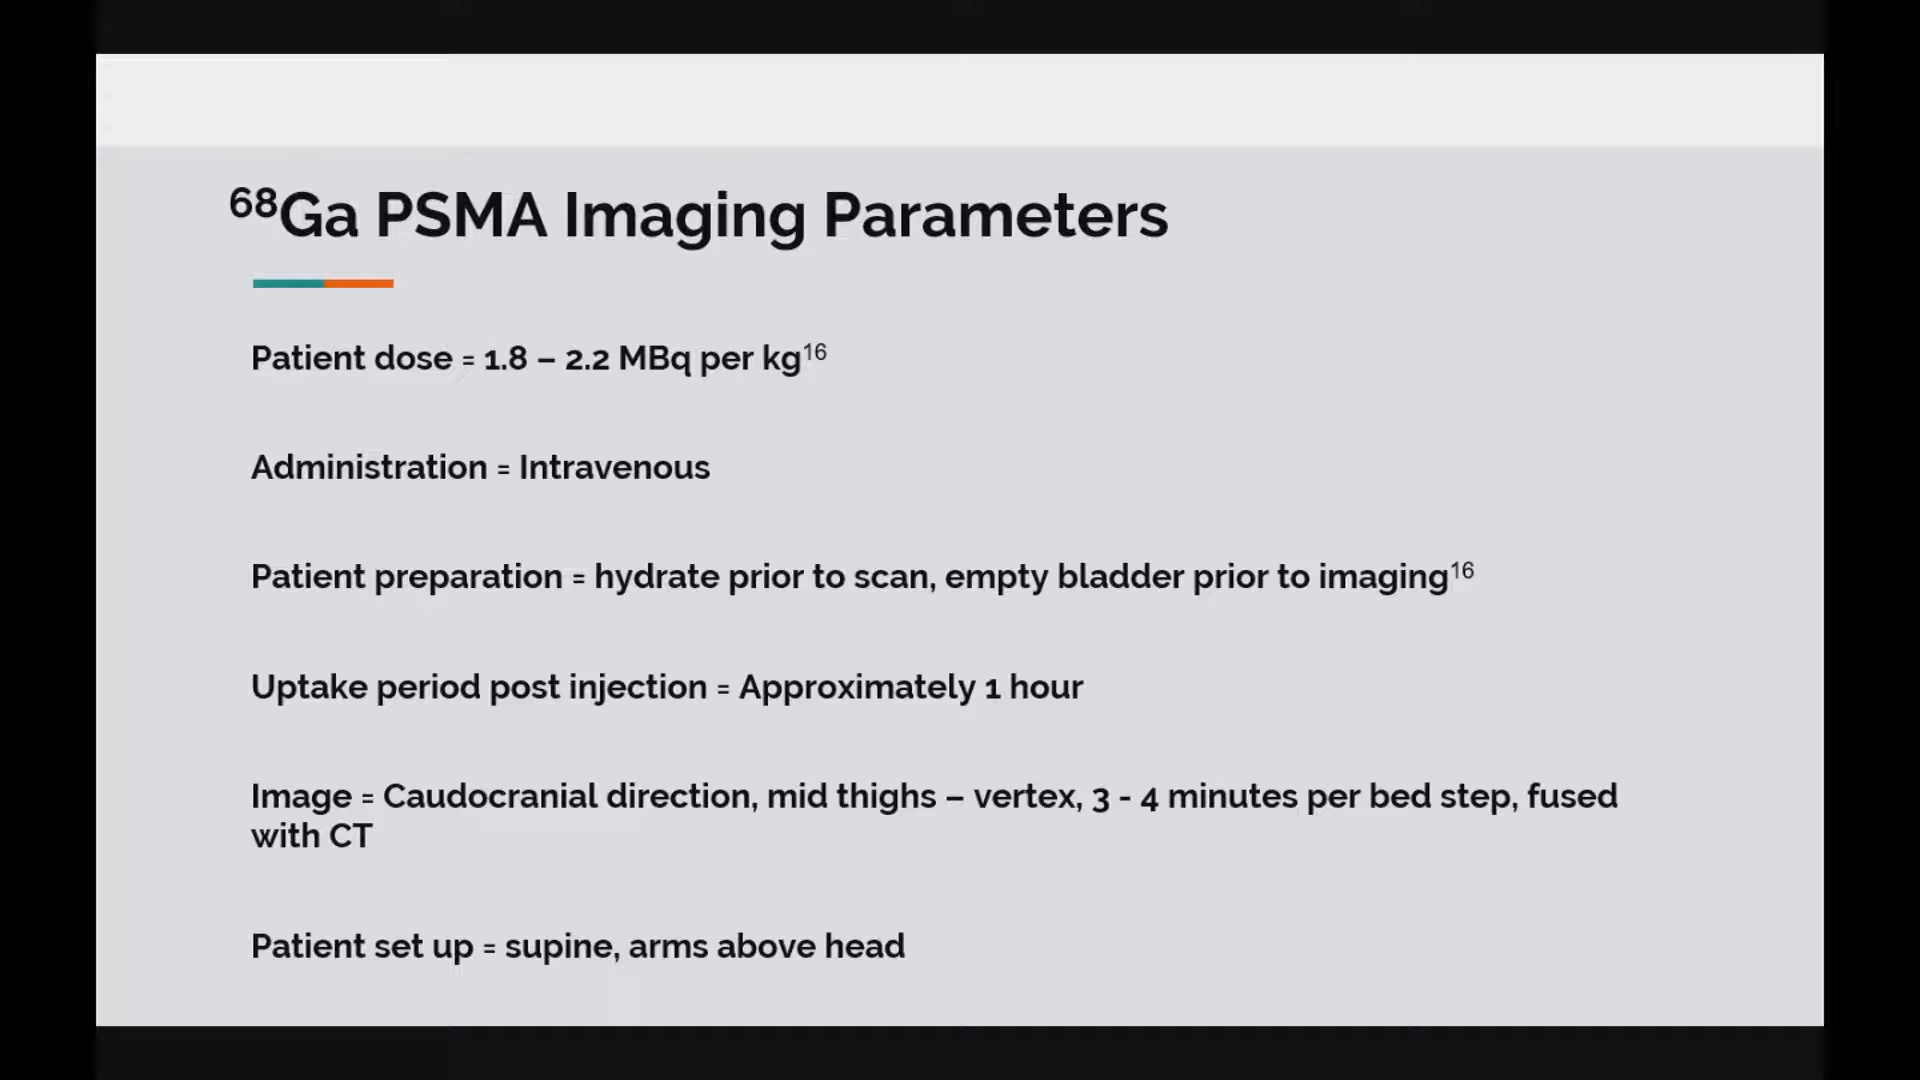 ⁶⁸Ga PSMA Imaging Parameters
Patient dose = 1.8 – 2.2 MBq per kg¹⁶
Administration = Intravenous
Patient preparation = hydrate prior to scan, empty bladder prior to imaging¹⁶
Uptake period post injection = Approximately 1 hour
Image = Caudocranial direction, mid thighs – vertex, 3 - 4 minutes per bed step, fused
with CT
Patient set up = supine, arms above head